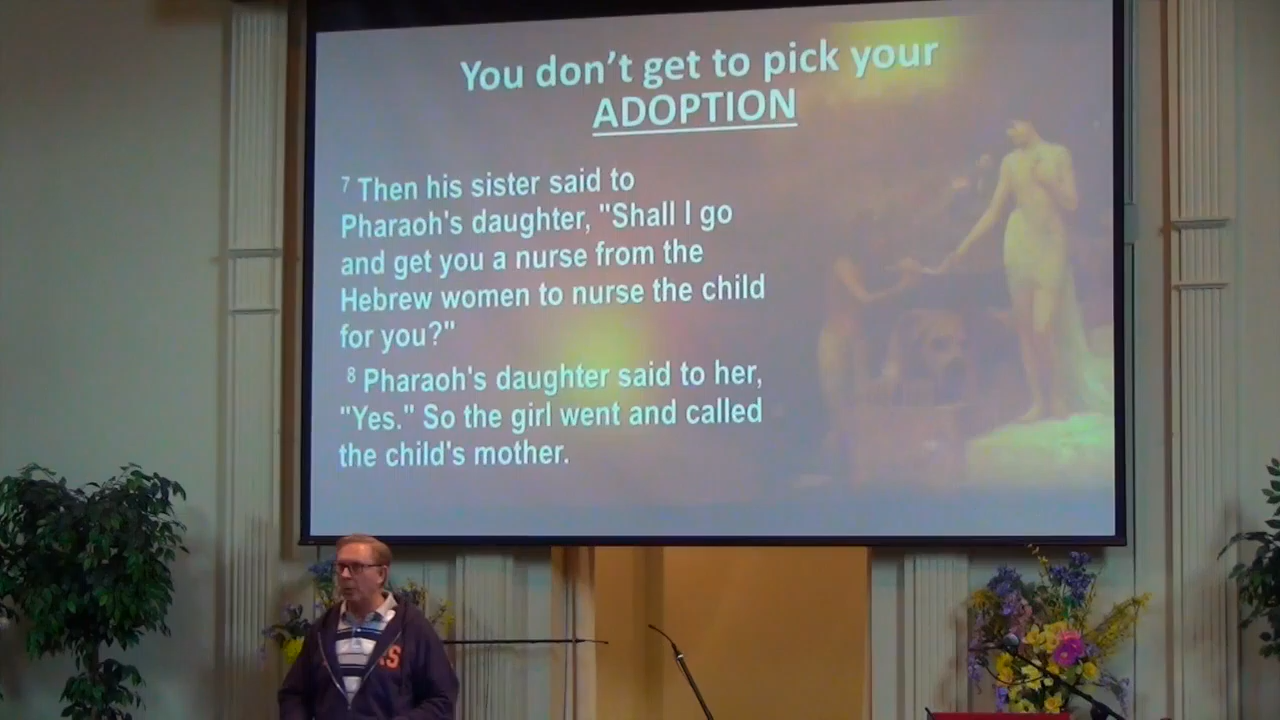 You don't get to pick your
ADOPTION
7 Then his sister said to
Pharaoh's daughter, "Shall I go
and get you a nurse from the
Hebrew women to nurse the child
for you?"
8 Pharaoh's daughter said to her,
"Yes." So the girl went and called
the child's mother.